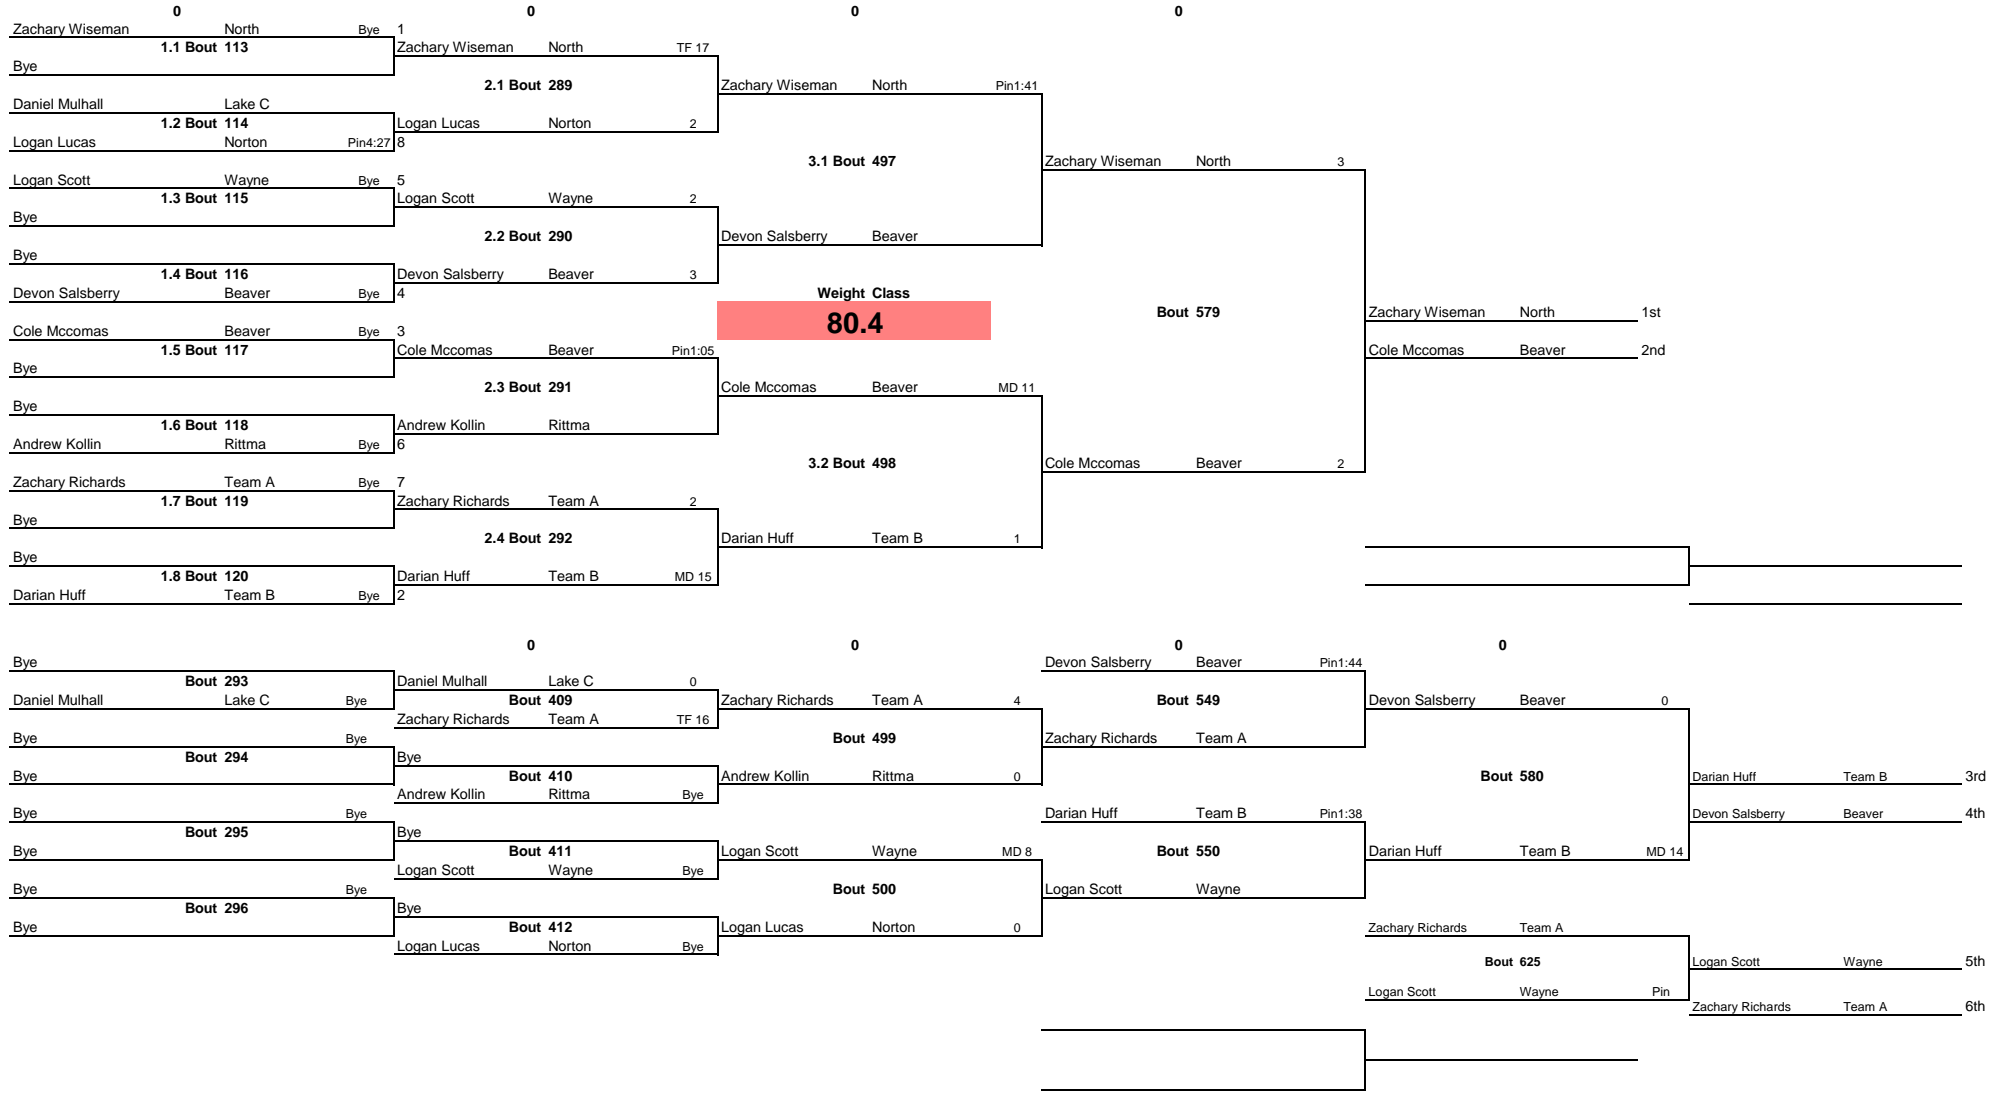 0 0 0 0
Zachary Wiseman North Bye 1
1.1 Bout 113 Zachary Wiseman North TF 17
Bye
2.1 Bout 289 Zachary Wiseman North Pin1:41
Daniel Mulhall Lake C
1.2 Bout 114 Logan Lucas Norton 2
Logan Lucas Norton Pin4:27 8
3.1 Bout 497 Zachary Wiseman North 3
Logan Scott Wayne Bye 5
1.3 Bout 115 Logan Scott Wayne 2
Bye
2.2 Bout 290 Devon Salsberry Beaver
Bye
1.4 Bout 116 Devon Salsberry Beaver 3
Devon Salsberry Beaver Bye 4 Weight Class
Bout 579 Zachary Wiseman North 1st
80.4
Cole Mccomas Beaver Bye 3
1.5 Bout 117 Cole Mccomas Beaver Pin1:05 Cole Mccomas Beaver 2nd
Bye
2.3 Bout 291 Cole Mccomas Beaver MD 11
Bye
1.6 Bout 118 Andrew Kollin Rittma
Andrew Kollin Rittma Bye 6
3.2 Bout 498 Cole Mccomas Beaver 2
Zachary Richards Team A Bye 7
1.7 Bout 119 Zachary Richards Team A 2
Bye
2.4 Bout 292 Darian Huff Team B 1
Bye
1.8 Bout 120 Darian Huff Team B MD 15
Darian Huff Team B Bye 2
0 0 0 0
Bye Devon Salsberry Beaver Pin1:44
Bout 293 Daniel Mulhall Lake C 0
Daniel Mulhall Lake C Bye Bout 409 Zachary Richards Team A 4 Bout 549 Devon Salsberry Beaver 0
Zachary Richards Team A TF 16
Bye Bye Bout 499 Zachary Richards Team A
Bout 294 Bye
Bye Bout 410 Andrew Kollin Rittma 0 Bout 580 Darian Huff Team B 3rd
Andrew Kollin Rittma Bye
Bye Bye Darian Huff Team B Pin1:38 Devon Salsberry Beaver 4th
Bout 295 Bye
Bye Bout 411 Logan Scott Wayne MD 8 Bout 550 Darian Huff Team B MD 14
Logan Scott Wayne Bye
Bye Bye Bout 500 Logan Scott Wayne
Bout 296 Bye
Bye Bout 412 Logan Lucas Norton 0 Zachary Richards Team A
Logan Lucas Norton Bye
Bout 625 Logan Scott Wayne 5th
Logan Scott Wayne Pin
Zachary Richards Team A 6th